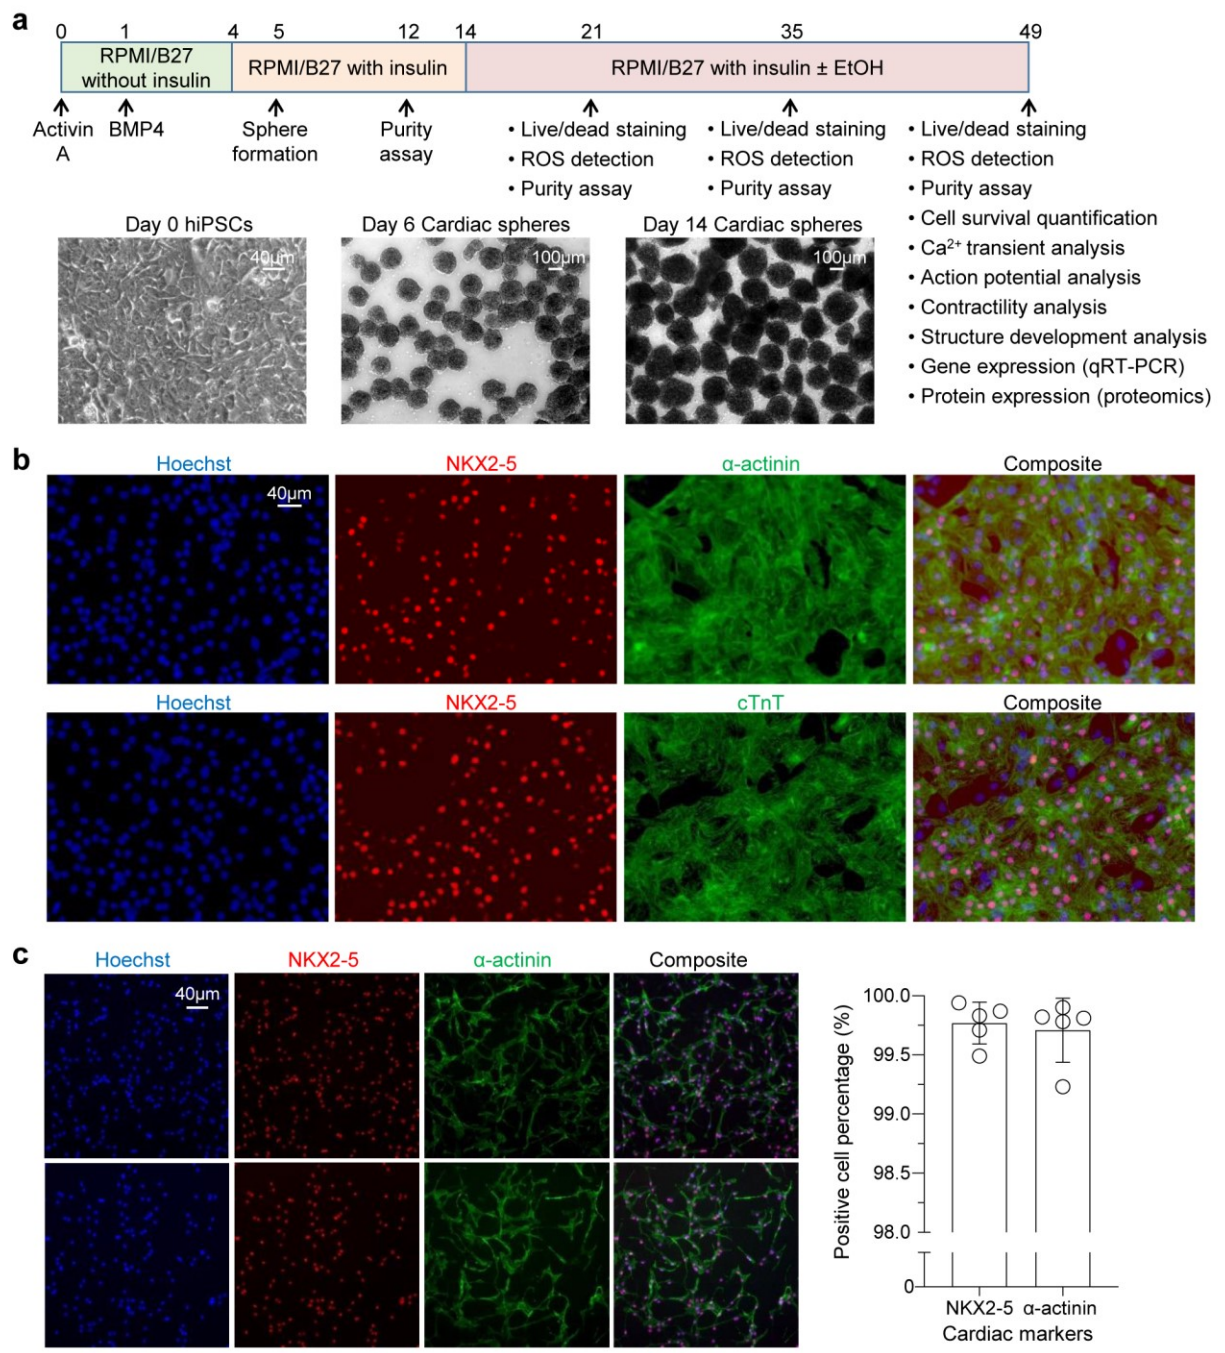 a
0 1 4 5 12 14 21 35 49
RPMI/B27
without insulin
RPMI/B27 with insulin
RPMI/B27 with insulin ± EtOH
Activin
A
BMP4
Sphere
formation
Purity
assay
• Live/dead staining
• ROS detection
• Purity assay
• Live/dead staining
• ROS detection
• Purity assay
• Live/dead staining
• ROS detection
• Purity assay
• Cell survival quantification
• Ca²⁺ transient analysis
• Action potential analysis
• Contractility analysis
• Structure development analysis
• Gene expression (qRT-PCR)
• Protein expression (proteomics)
Day 0 hiPSCs
40μm
Day 6 Cardiac spheres
100μm
Day 14 Cardiac spheres
100μm
b
Hoechst NKX2-5 α-actinin Composite
40μm
Hoechst NKX2-5 cTnT Composite
c
Hoechst NKX2-5 α-actinin Composite
40μm
Positive cell percentage (%)
100.0
99.5
99.0
98.5
98.0
0
NKX2-5 α-actinin
Cardiac markers